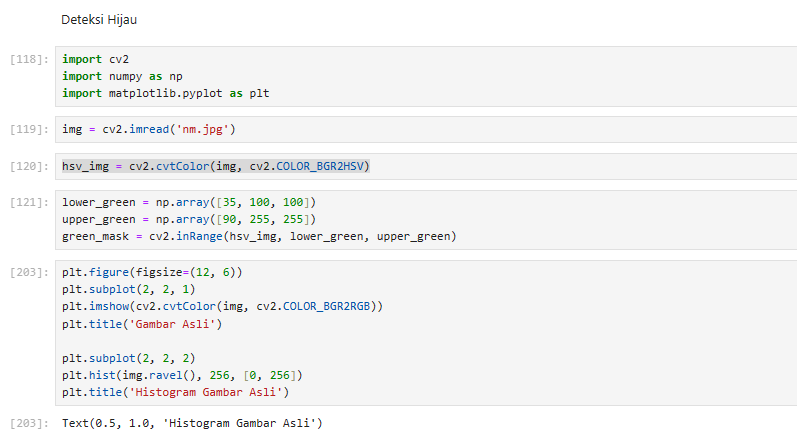 Deteksi Hijau
[118]: import cv2
import numpy as np
import matplotlib.pyplot as plt
[119]: img = cv2.imread('nm.jpg')
[120]: hsv_img = cv2.cvtColor(img, cv2.COLOR_BGR2HSV)
[121]: lower_green = np.array([35, 100, 100])
upper_green = np.array([90, 255, 255])
green_mask = cv2.inRange(hsv_img, lower_green, upper_green)
[203]: plt.figure(figsize=(12, 6))
plt.subplot(2, 2, 1)
plt.imshow(cv2.cvtColor(img, cv2.COLOR_BGR2RGB))
plt.title('Gambar Asli')
plt.subplot(2, 2, 2)
plt.hist(img.ravel(), 256, [0, 256])
plt.title('Histogram Gambar Asli')
[203]: Text(0.5, 1.0, 'Histogram Gambar Asli')